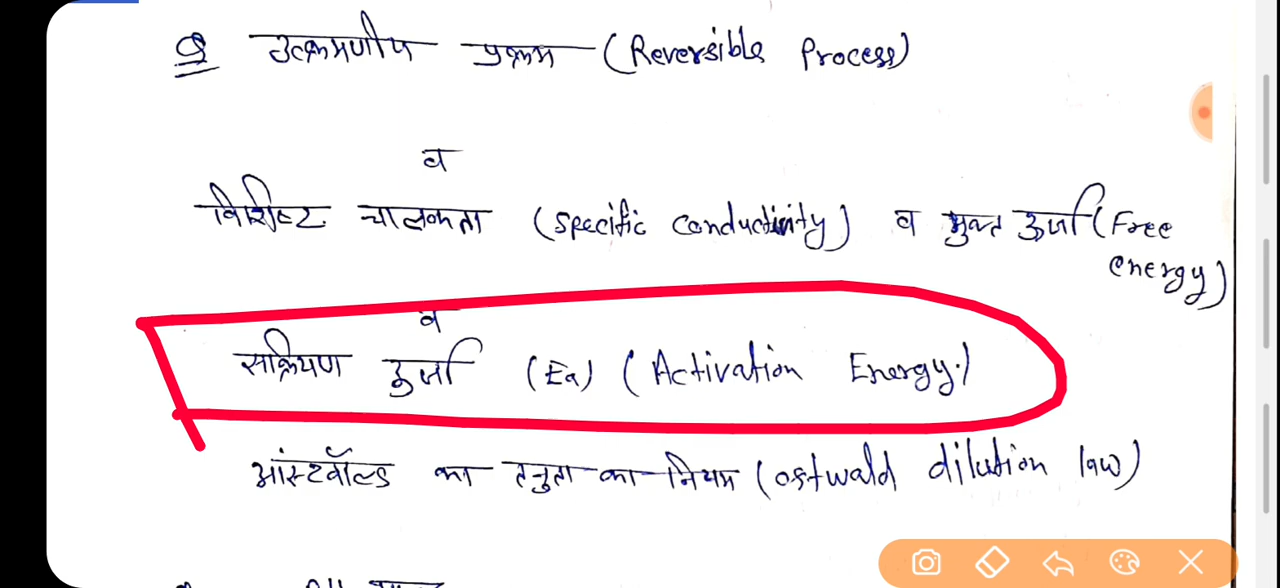 Q उत्क्रमणीय प्रक्रम (Reversible Process)
व
विशिष्ट चालकता (Specific conductivity) व मुक्त ऊर्जा (Free
energy)
व
सक्रियण ऊर्जा (Ea) (Activation Energy.)
ऑस्टवॉल्ड का तनुता का नियम (ostwald dilution law)